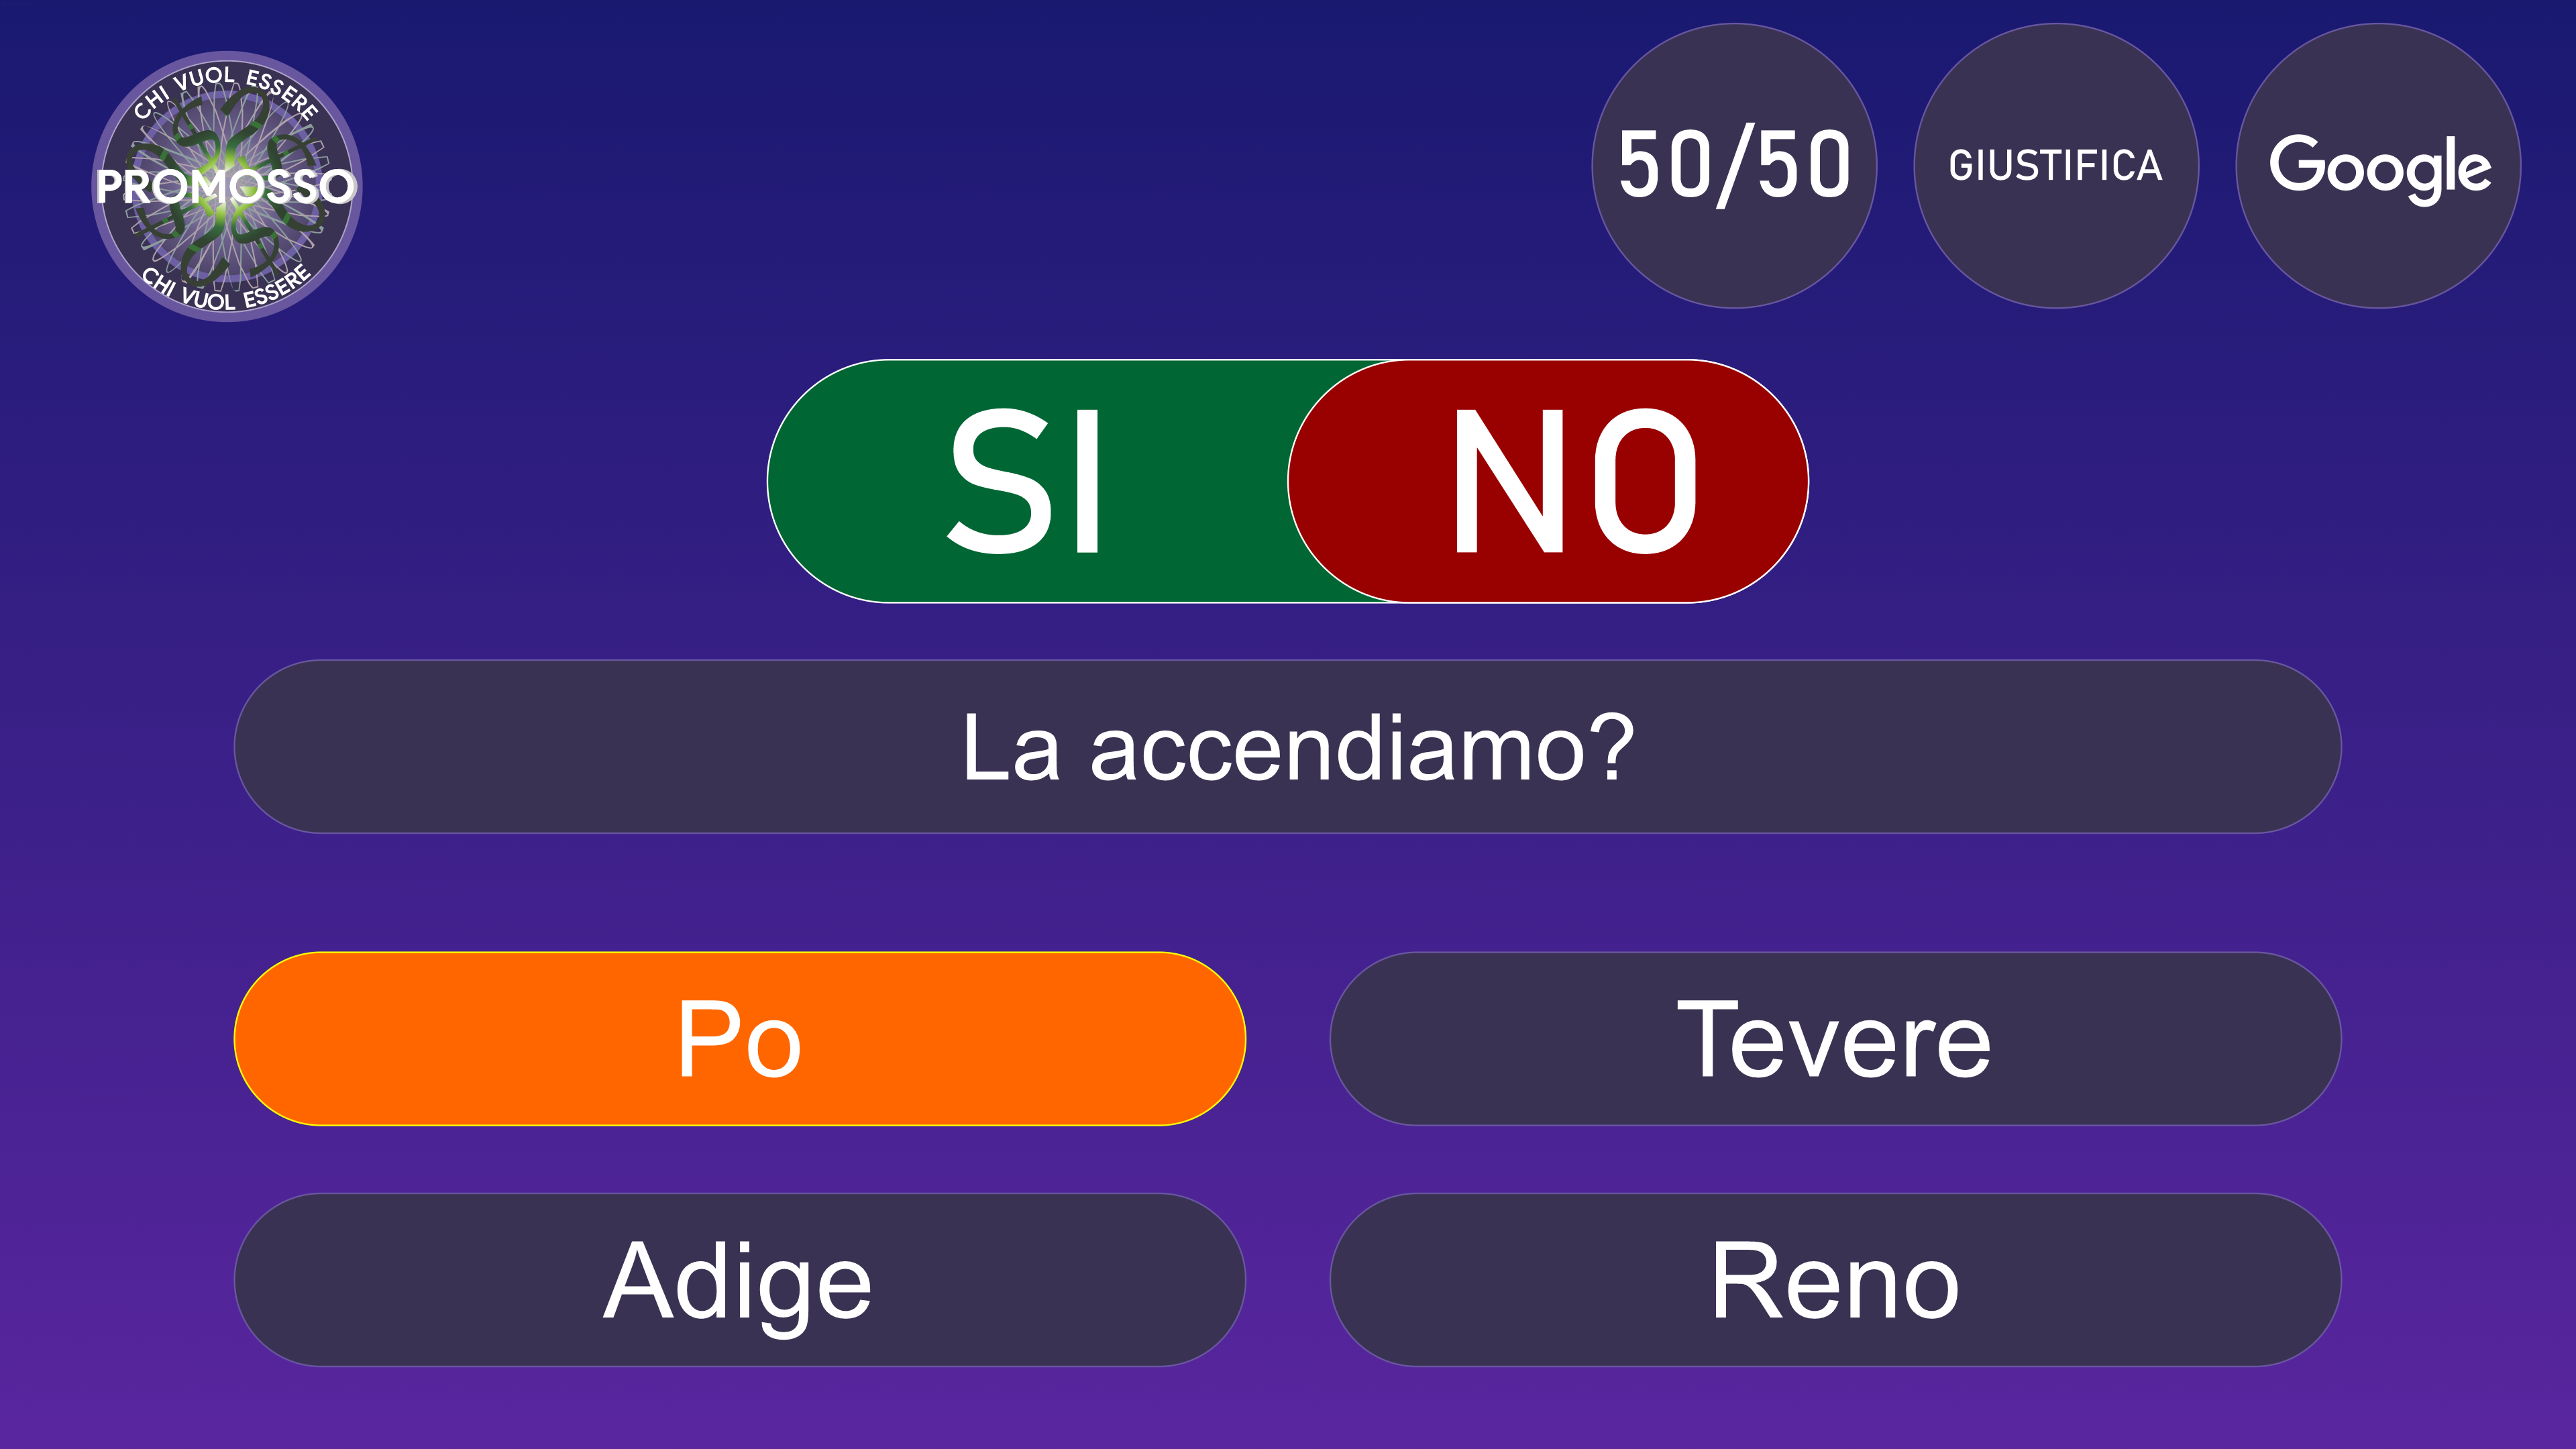 CHI VUOL ESSERE
PROMOSSO
CHI VUOL ESSERE
50/50
GIUSTIFICA
Google
SI
NO
La accendiamo?
Po
Tevere
Adige
Reno